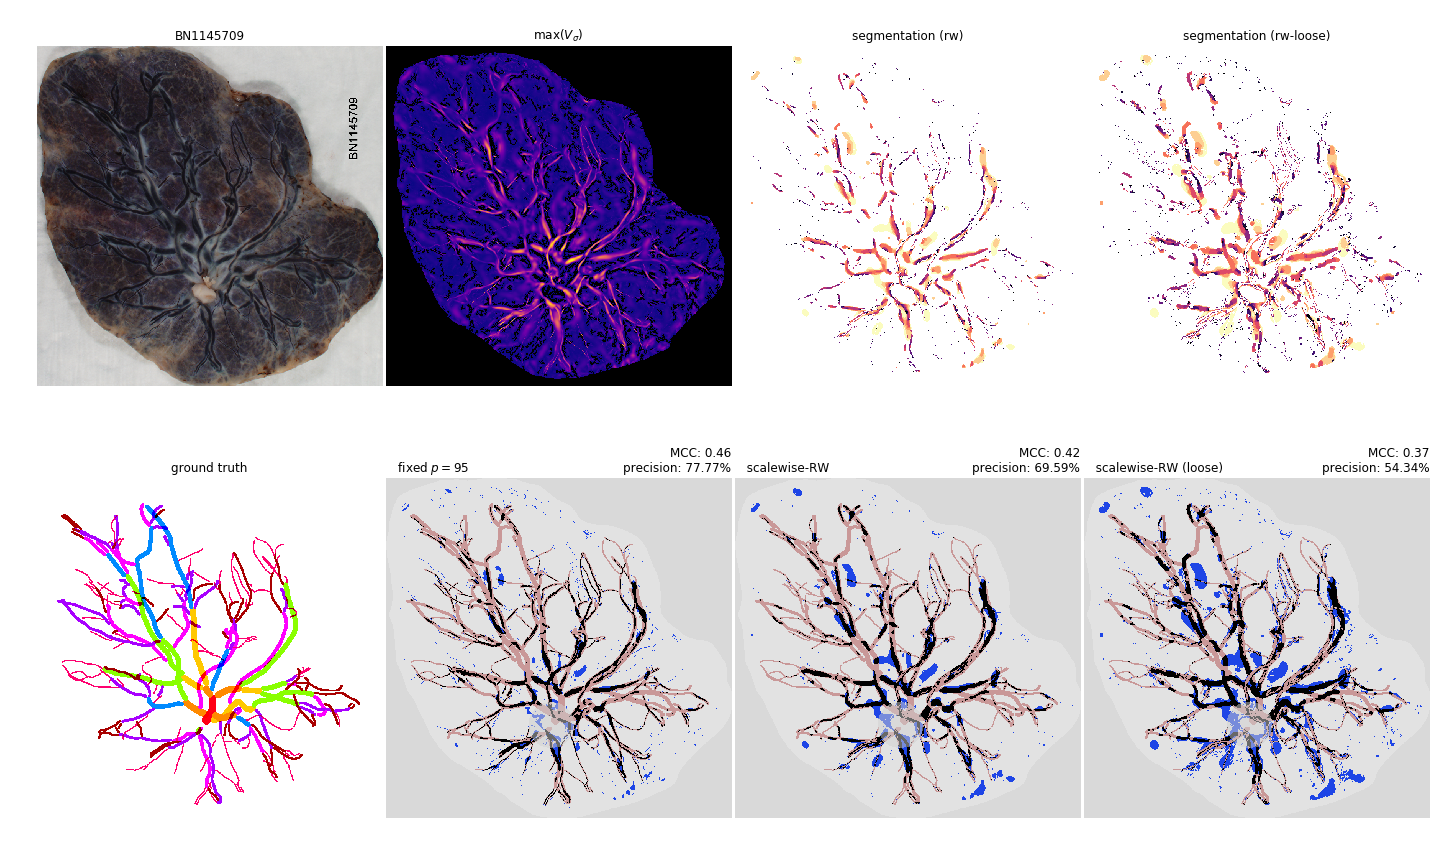 BN1145709
max(Vσ)
segmentation (rw)
segmentation (rw-loose)
BN1145709
ground truth
fixed p = 95
MCC: 0.46
precision: 77.77%
scalewise-RW
MCC: 0.42
precision: 69.59%
scalewise-RW (loose)
MCC: 0.37
precision: 54.34%